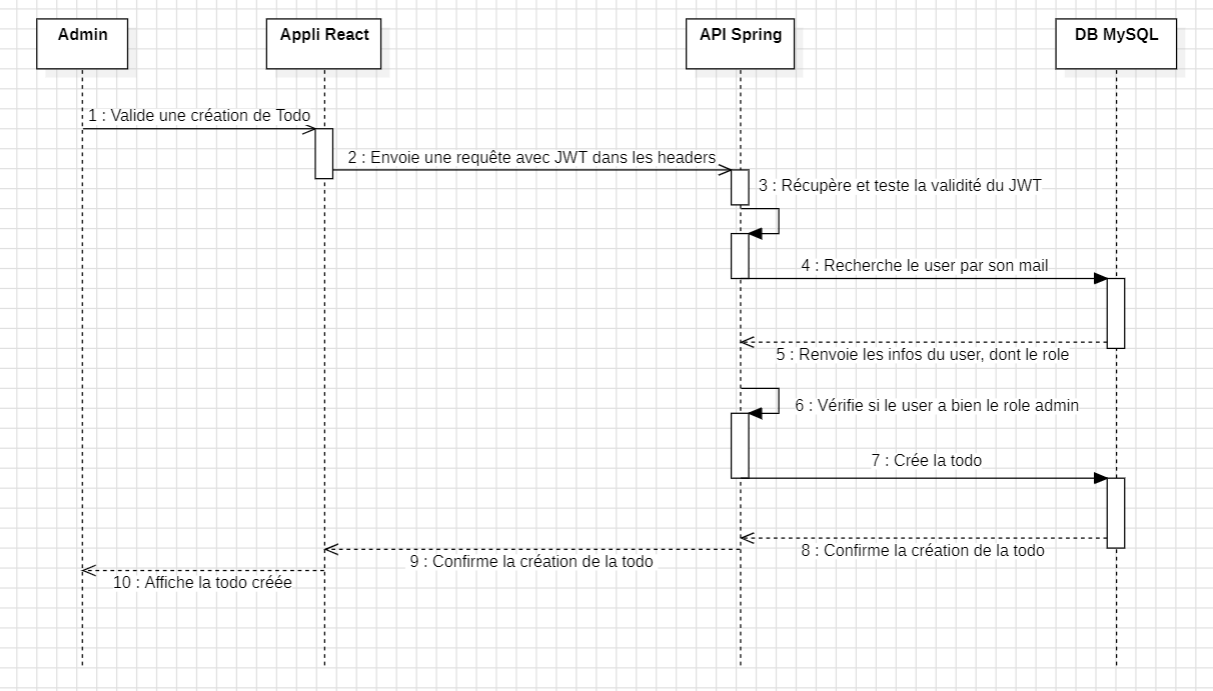 Admin
Appli React
API Spring
DB MySQL
1 : Valide une création de Todo
2 : Envoie une requête avec JWT dans les headers
3 : Récupère et teste la validité du JWT
4 : Recherche le user par son mail
5 : Renvoie les infos du user, dont le role
6 : Vérifie si le user a bien le role admin
7 : Crée la todo
8 : Confirme la création de la todo
9 : Confirme la création de la todo
10 : Affiche la todo créée